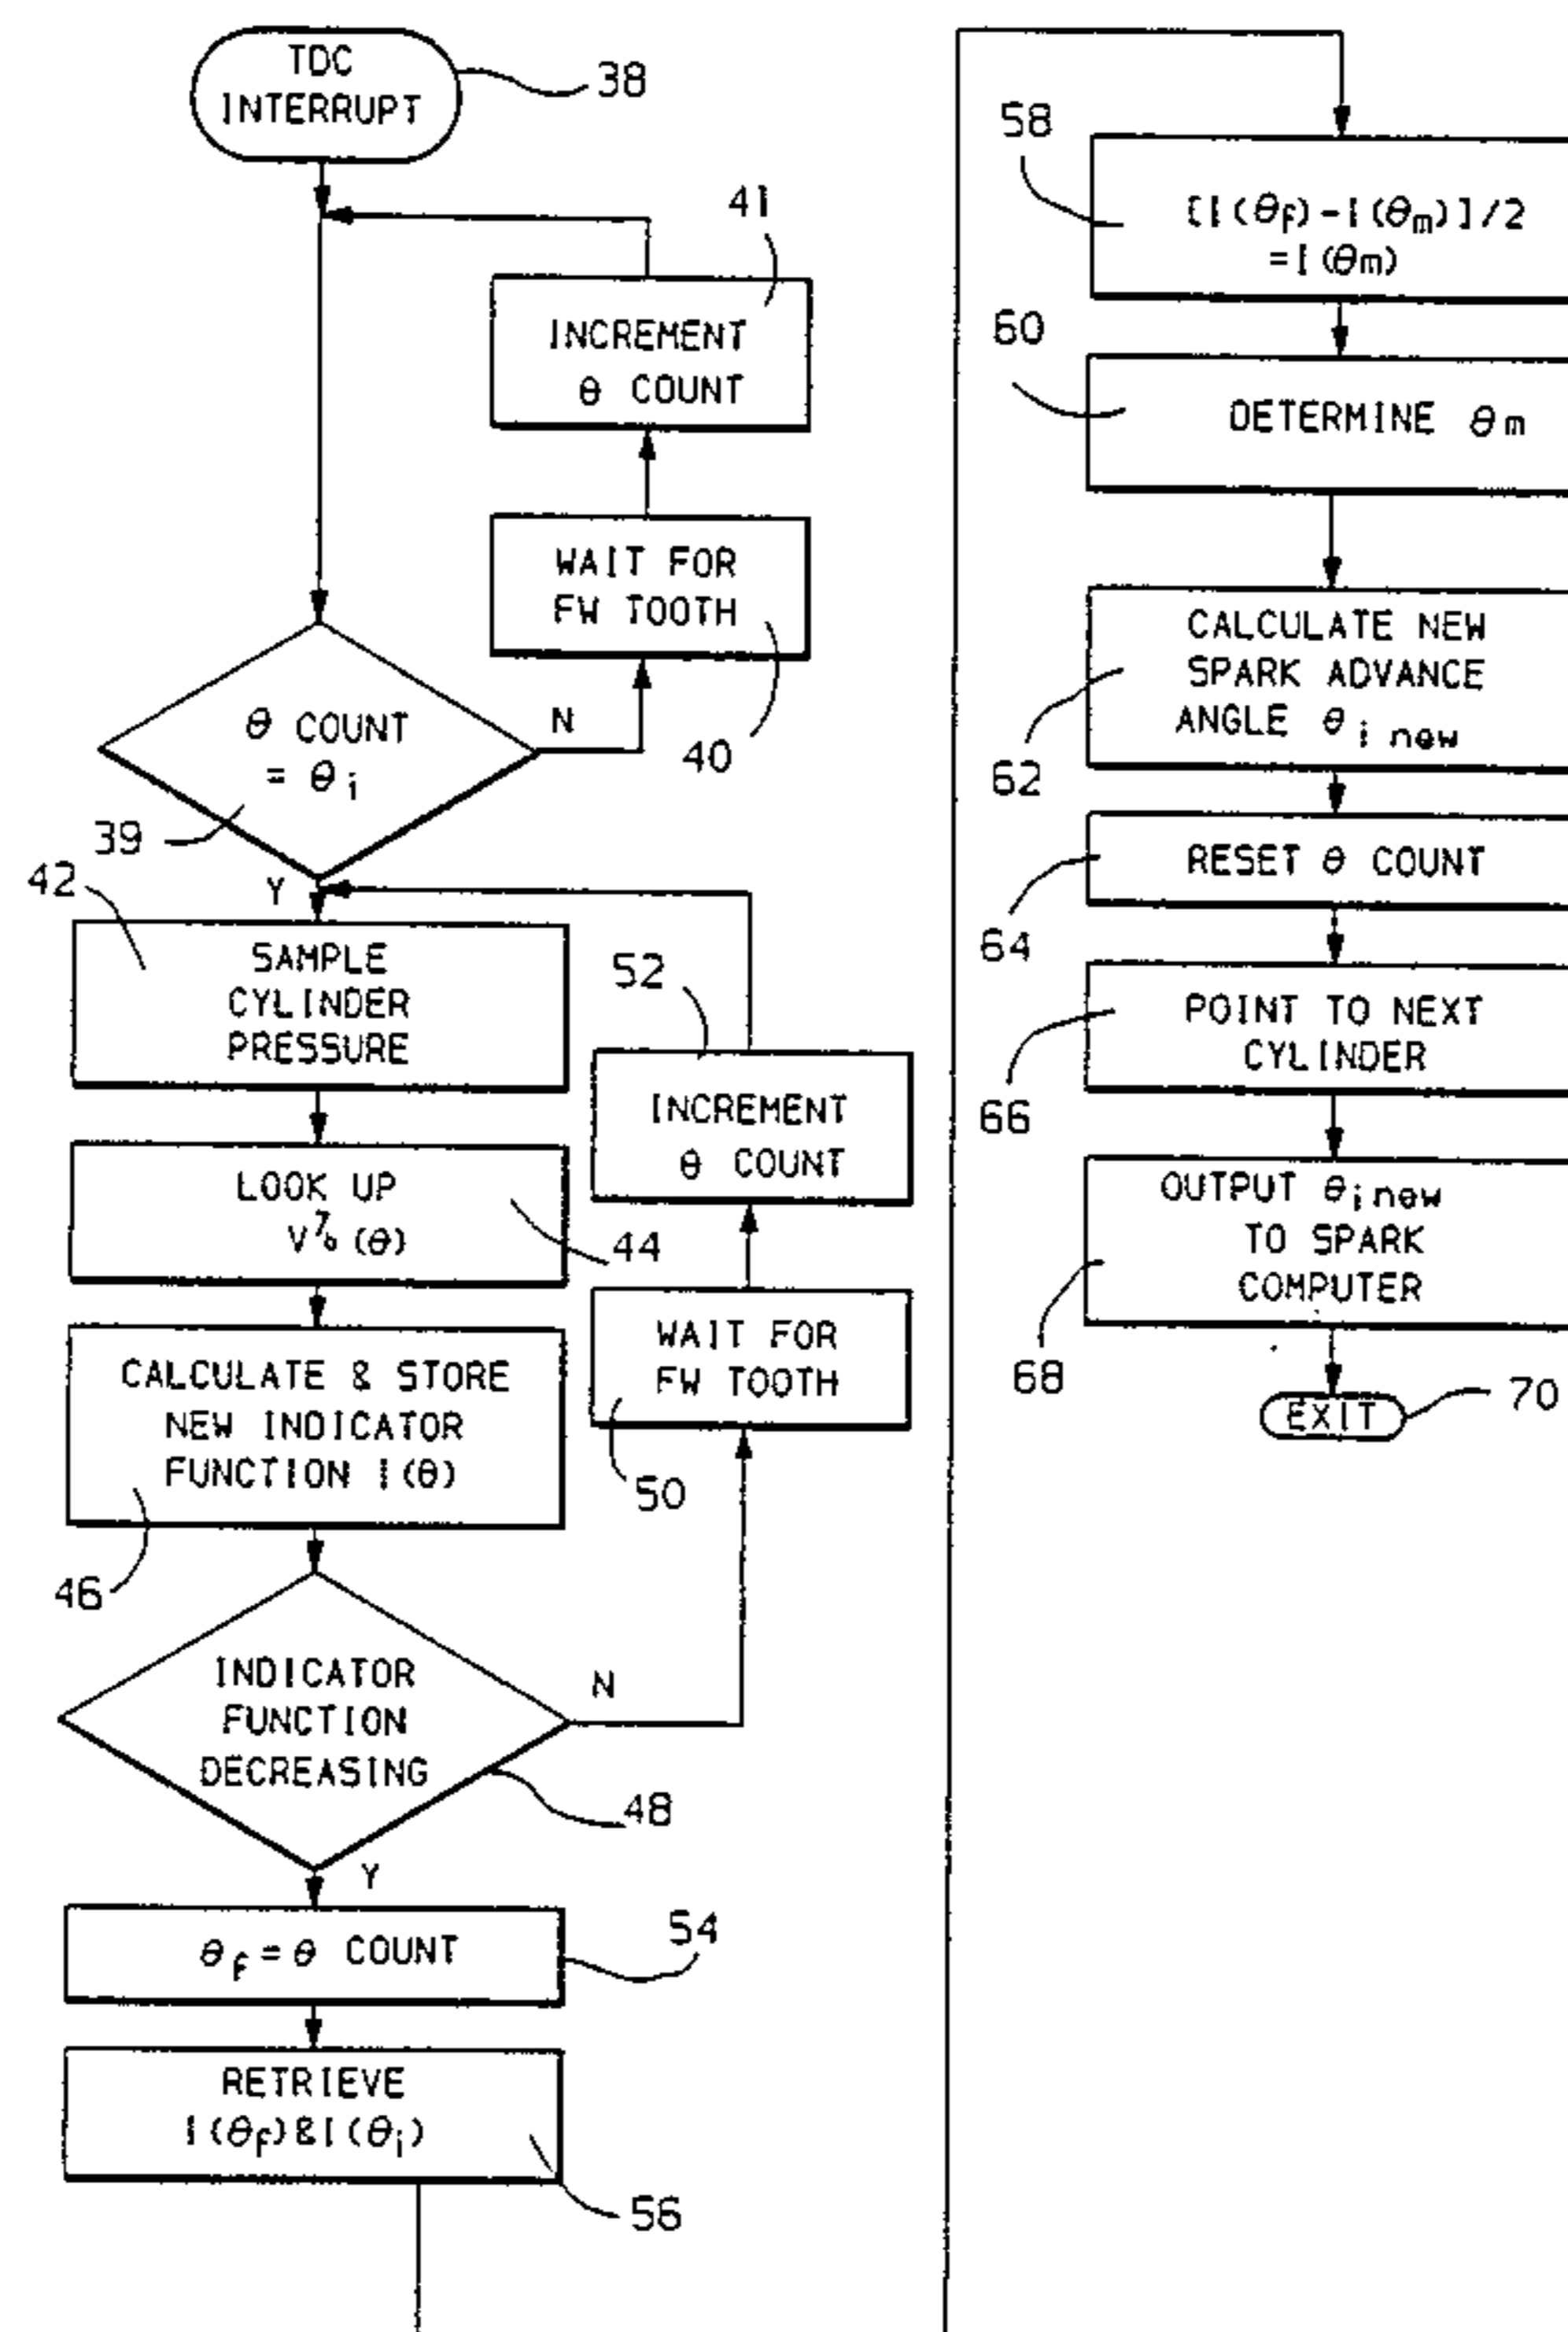 TDC
INTERRUPT
38
41
INCREMENT
θ COUNT
WAIT FOR
FW TOOTH
40
θ COUNT
= θi
N
39
Y
42
SAMPLE
CYLINDER
PRESSURE
52
INCREMENT
θ COUNT
LOOK UP
V⅞ (θ)
44
WAIT FOR
FW TOOTH
50
CALCULATE & STORE
NEW INDICATOR
FUNCTION I(θ)
46
INDICATOR
FUNCTION
DECREASING
N
48
Y
θf = θ COUNT
54
RETRIEVE
I(θf)&I(θi)
56
58
[I(θf)-I(θm)]/2
=I(θm)
60
DETERMINE θm
CALCULATE NEW
SPARK ADVANCE
ANGLE θi new
62
RESET θ COUNT
64
POINT TO NEXT
CYLINDER
66
OUTPUT θi new
TO SPARK
COMPUTER
68
EXIT
70